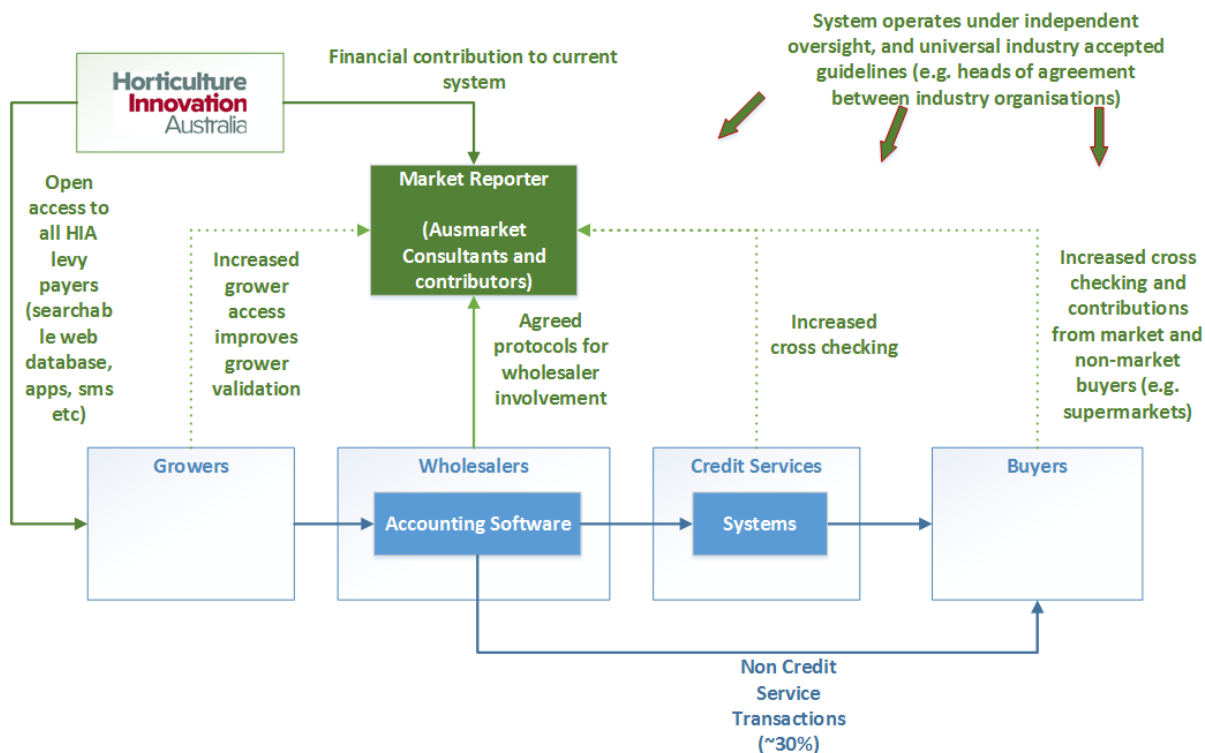 System operates under independent
oversight, and universal industry accepted
guidelines (e.g. heads of agreement
between industry organisations)
Financial contribution to current
system
Horticulture
Innovation
Australia
Market Reporter
(Ausmarket
Consultants and
contributors)
Open
access to
all HIA
levy
payers
(searchab
le web
database,
apps, sms
etc)
Increased
grower
access
improves
grower
validation
Agreed
protocols for
wholesaler
involvement
Increased
cross checking
Increased cross
checking and
contributions
from market and
non-market
buyers (e.g.
supermarkets)
Growers
Wholesalers
Credit Services
Buyers
Accounting Software
Systems
Non Credit
Service
Transactions
(~30%)